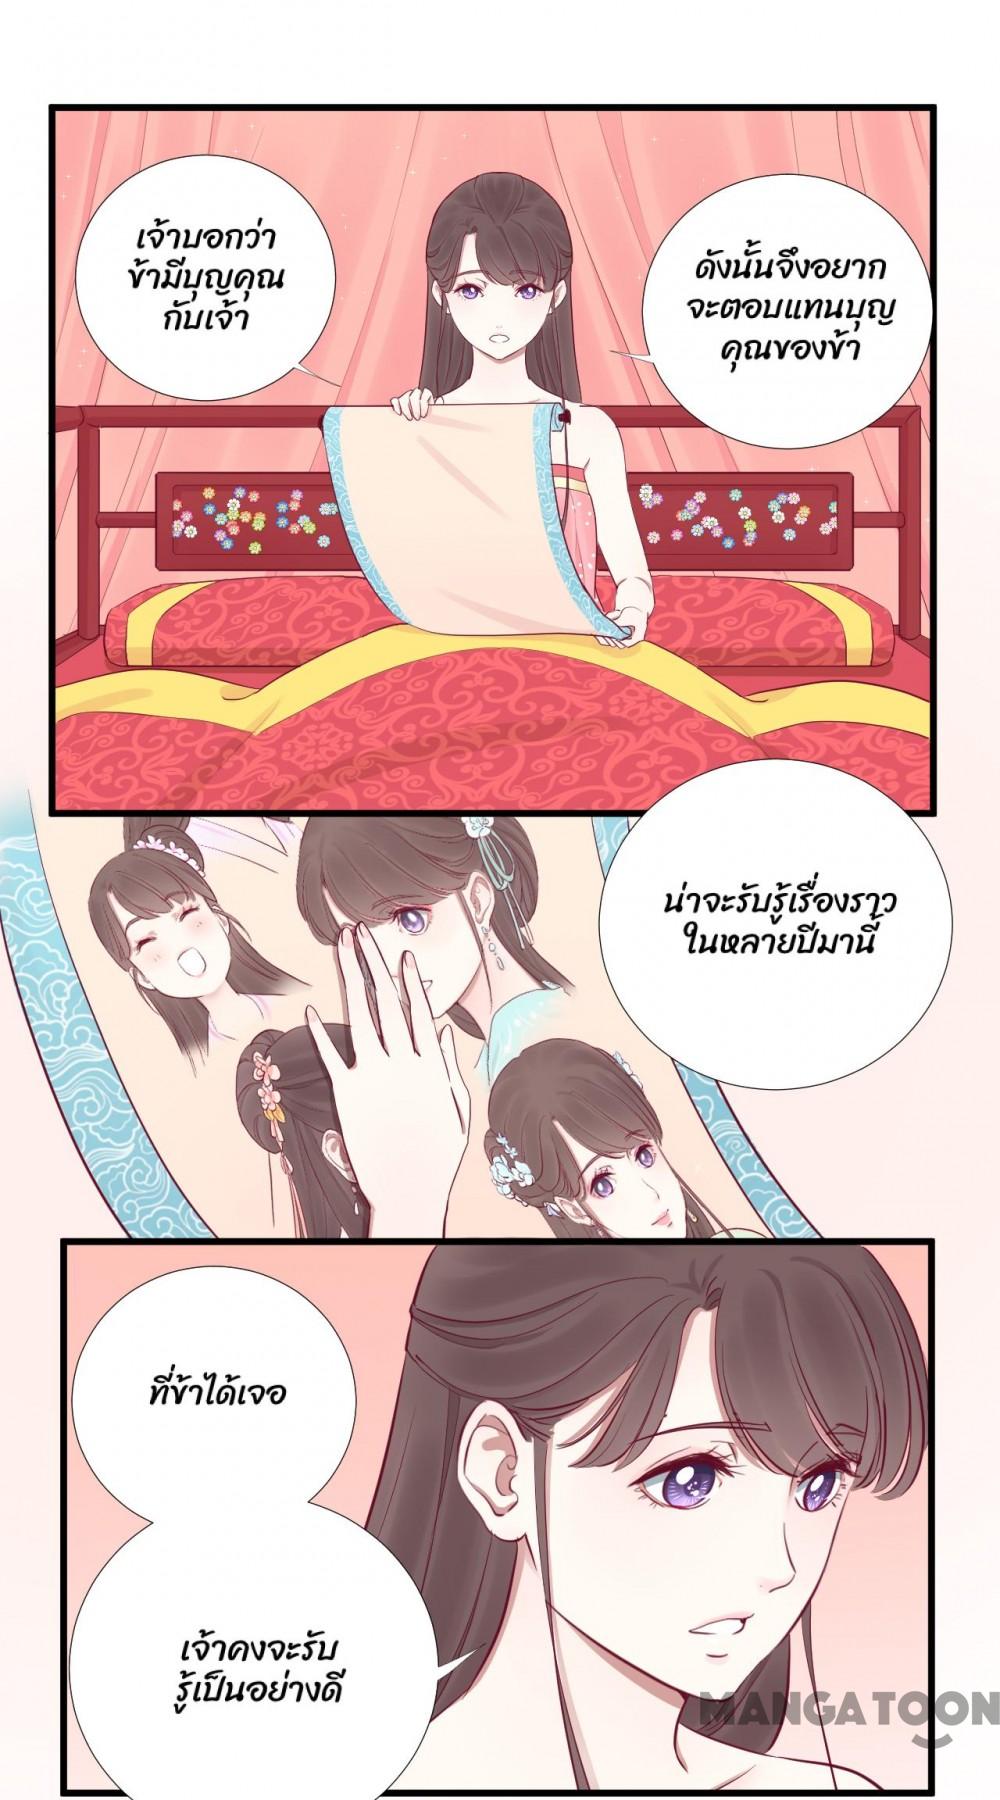 เจ้าบอกว่า
ข้ามีบุญคุณ
กับเจ้า
ดังนั้นจึงอยาก
จะตอบแทนบุญ
คุณของข้า
น่าจะรับรู้เรื่องราว
ในหลายปีมานี้
ที่ข้าได้เจอ
เจ้าคงจะรับ
รู้เป็นอย่างดี
MANGATOON